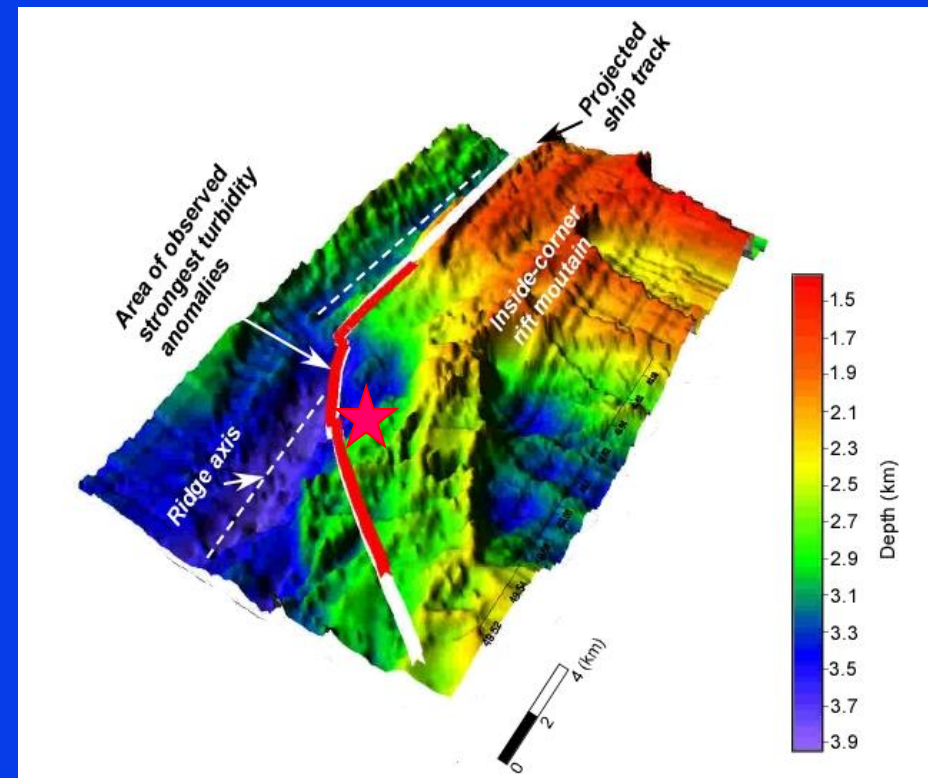 Projected
ship track
Area of observed
strongest turbidity
anomalies
Inside-corner
rift moutain
Ridge axis
1.5
1.7
1.9
2.1
2.3
2.5
2.7
2.9
3.1
3.3
3.5
3.7
3.9
Depth (km)
48.52
0
2
4 (km)